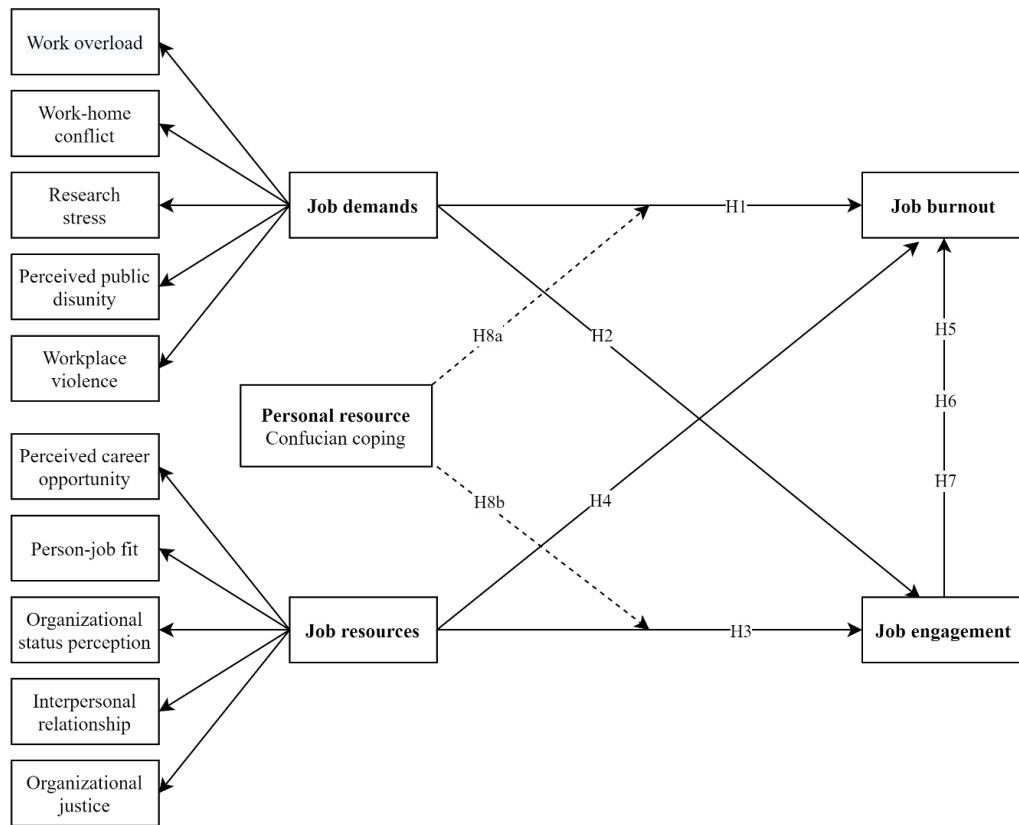 Work overload
Work-home
conflict
Research
stress
Perceived public
disunity
Workplace
violence
Perceived career
opportunity
Person-job fit
Organizational
status perception
Interpersonal
relationship
Organizational
justice
Job demands
Personal resource
Confucian coping
Job resources
H1
H8a
H2
H8b
H4
H3
Job burnout
H5
H6
H7
Job engagement